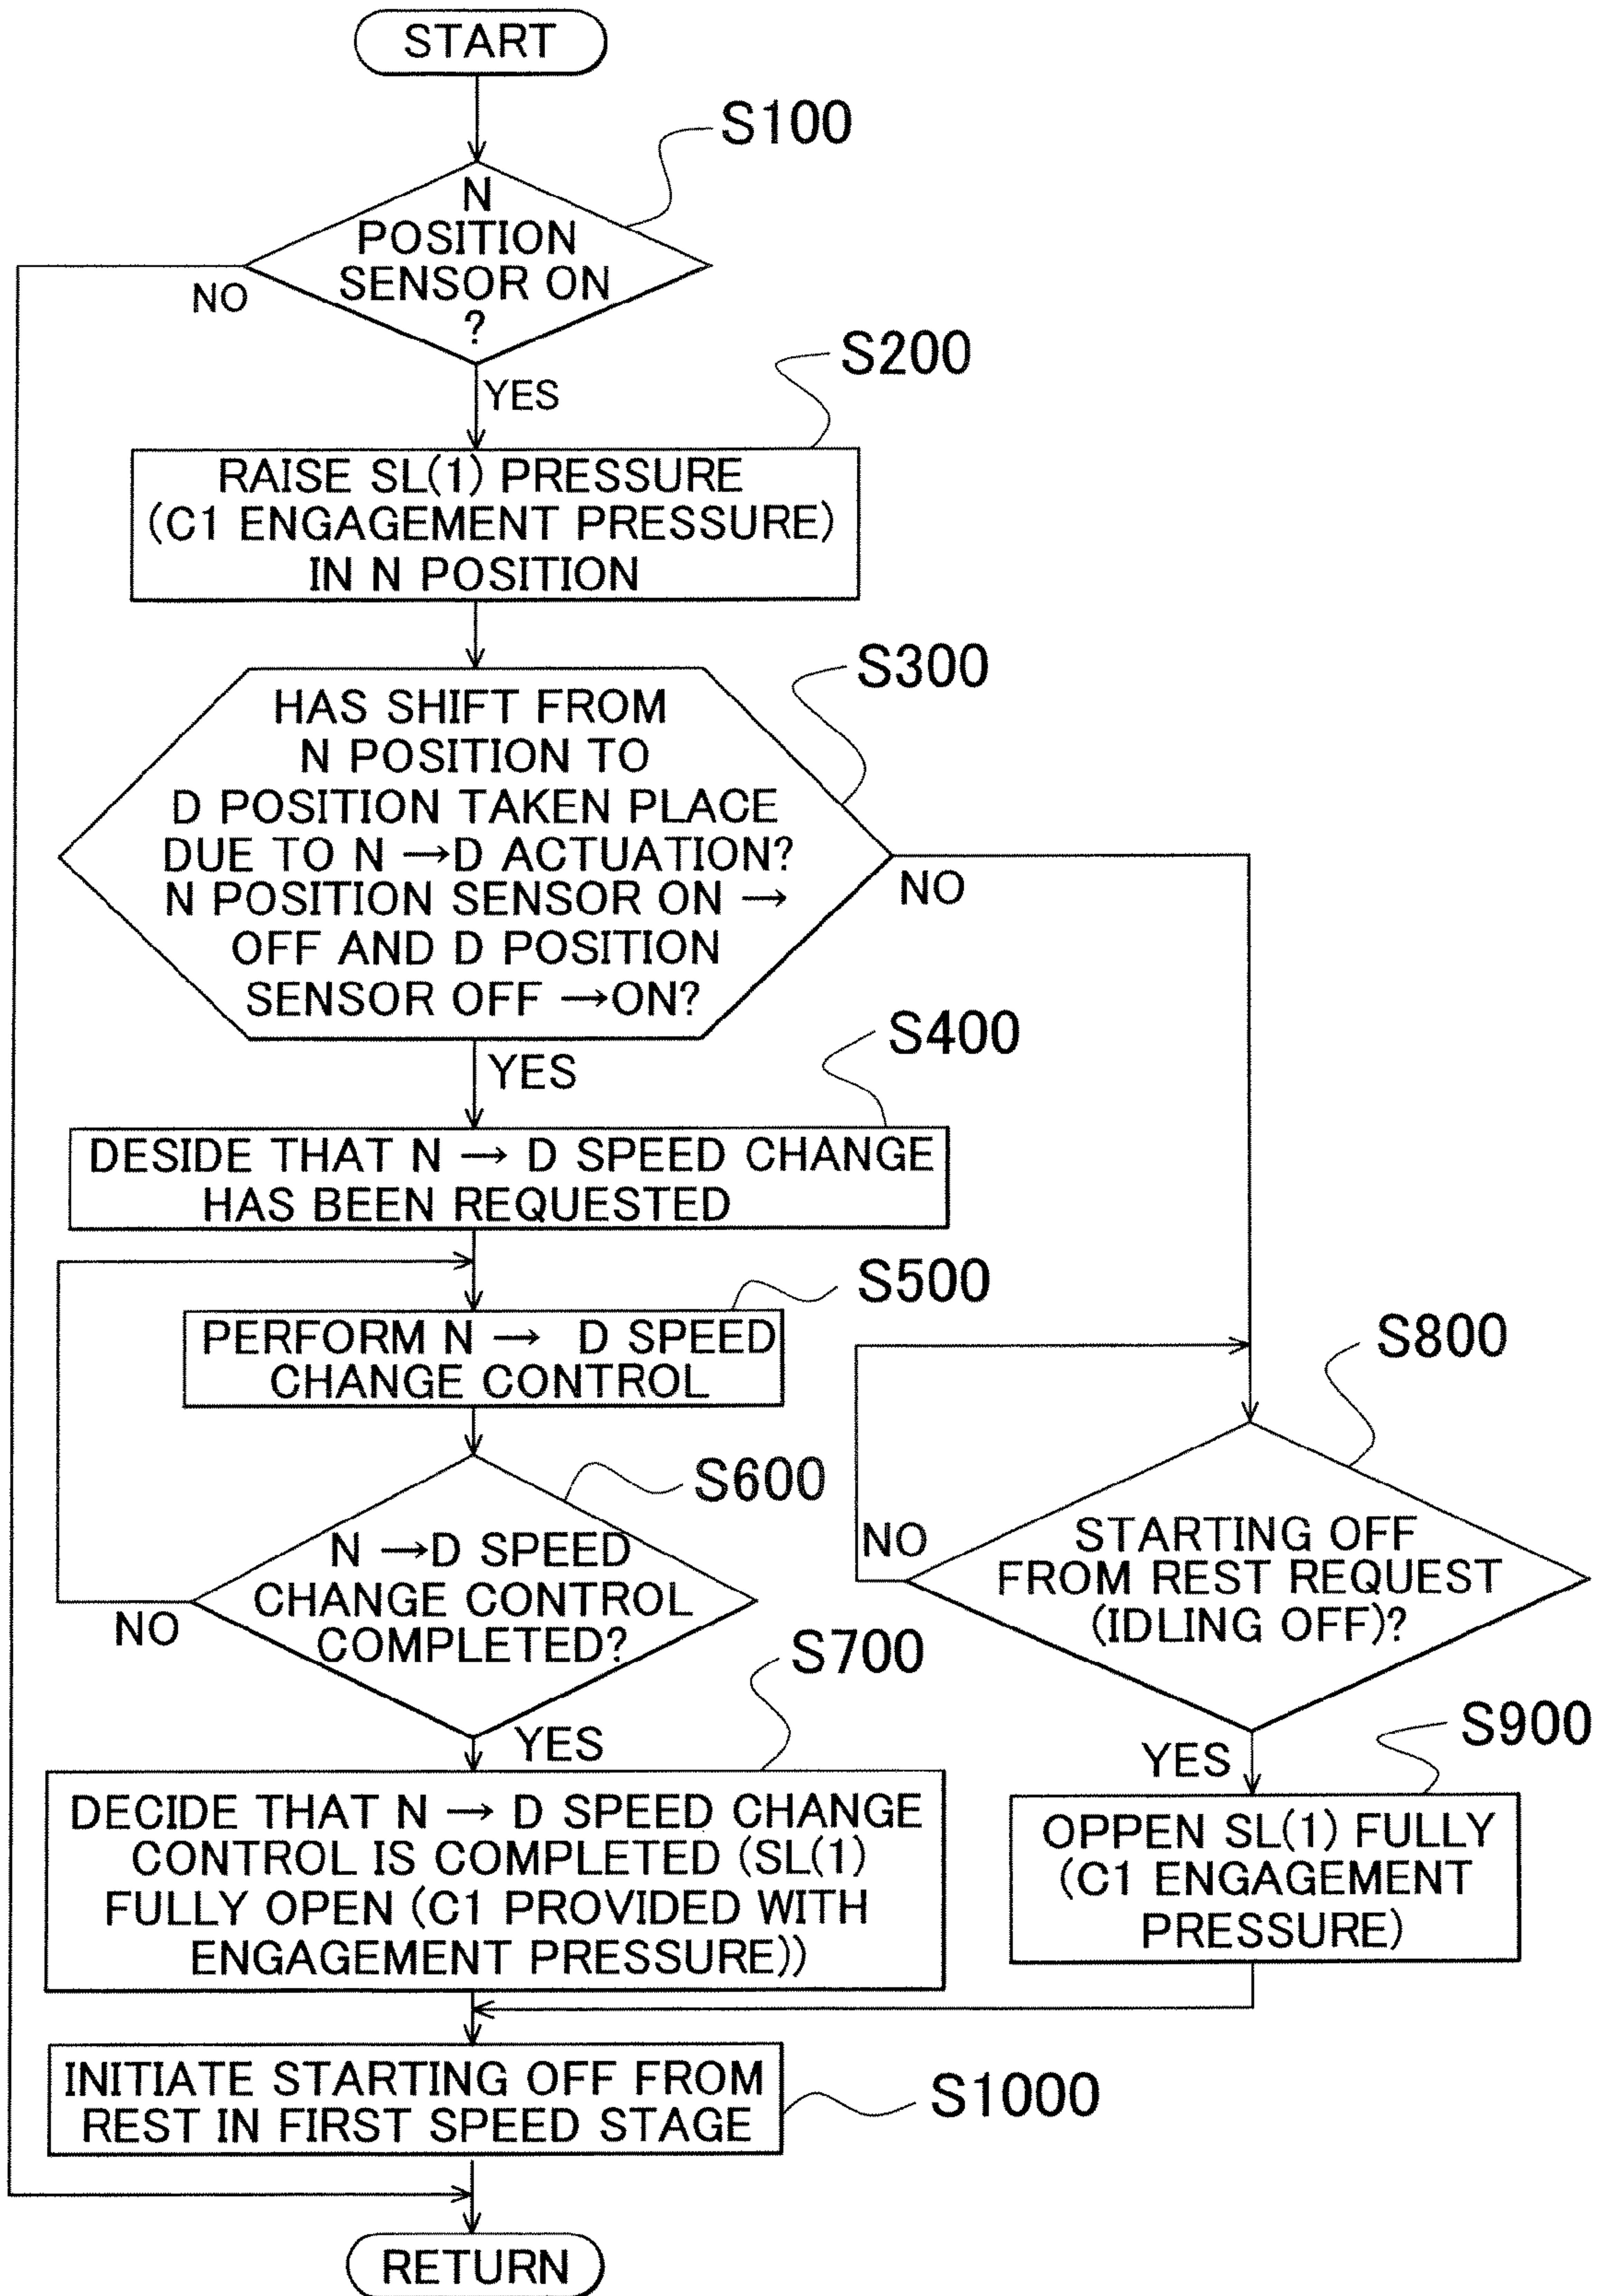 START
S100
N
POSITION
SENSOR ON
?
NO
YES
S200
RAISE SL(1) PRESSURE
(C1 ENGAGEMENT PRESSURE)
IN N POSITION
S300
HAS SHIFT FROM
N POSITION TO
D POSITION TAKEN PLACE
DUE TO N →D ACTUATION?
N POSITION SENSOR ON →
OFF AND D POSITION
SENSOR OFF →ON?
NO
YES
S400
DESIDE THAT N → D SPEED CHANGE
HAS BEEN REQUESTED
S500
PERFORM N → D SPEED
CHANGE CONTROL
S600
N →D SPEED
CHANGE CONTROL
COMPLETED?
NO
YES
S700
DECIDE THAT N → D SPEED CHANGE
CONTROL IS COMPLETED (SL(1)
FULLY OPEN (C1 PROVIDED WITH
ENGAGEMENT PRESSURE))
S800
STARTING OFF
FROM REST REQUEST
(IDLING OFF)?
NO
YES
S900
OPPEN SL(1) FULLY
(C1 ENGAGEMENT
PRESSURE)
INITIATE STARTING OFF FROM
REST IN FIRST SPEED STAGE
S1000
RETURN